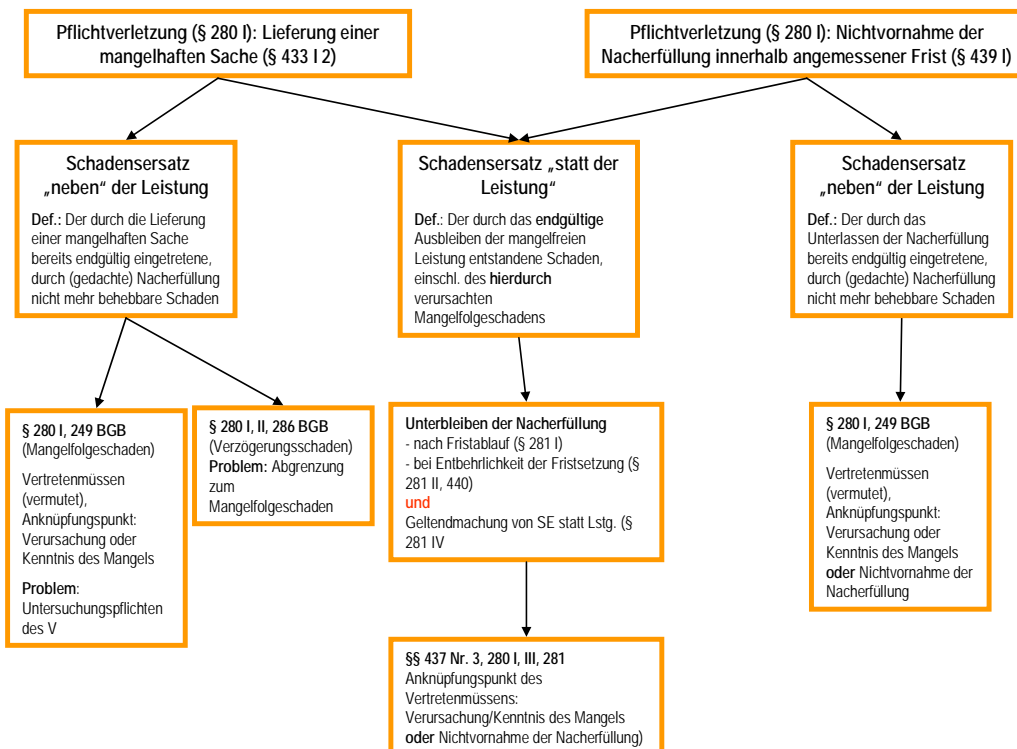 Pflichtverletzung (§ 280 I): Lieferung einer
mangelhaften Sache (§ 433 I 2)
Pflichtverletzung (§ 280 I): Nichtvornahme der
Nacherfüllung innerhalb angemessener Frist (§ 439 I)
Schadensersatz
„neben“ der Leistung
Def.: Der durch die Lieferung
einer mangelhaften Sache
bereits endgültig eingetretene,
durch (gedachte) Nacherfüllung
nicht mehr behebbare Schaden
Schadensersatz „statt der
Leistung“
Def.: Der durch das endgültige
Ausbleiben der mangelfreien
Leistung entstandene Schaden,
einschl. des hierdurch
verursachten
Mangelfolgeschadens
Schadensersatz
„neben“ der Leistung
Def.: Der durch das
Unterlassen der Nacherfüllung
bereits endgültig eingetretene,
durch (gedachte) Nacherfüllung
nicht mehr behebbare Schaden
§ 280 I, 249 BGB
(Mangelfolgeschaden)
Vertretenmüssen
(vermutet),
Anknüpfungspunkt:
Verursachung oder
Kenntnis des Mangels
Problem:
Untersuchungspflichten
des V
§ 280 I, II, 286 BGB
(Verzögerungsschaden)
Problem: Abgrenzung
zum
Mangelfolgeschaden
Unterbleiben der Nacherfüllung
- nach Fristablauf (§ 281 I)
- bei Entbehrlichkeit der Fristsetzung (§
281 II, 440)
und
Geltendmachung von SE statt Lstg. (§
281 IV
§ 280 I, 249 BGB
(Mangelfolgeschaden)
Vertretenmüssen
(vermutet),
Anknüpfungspunkt:
Verursachung oder
Kenntnis des Mangels
oder Nichtvornahme der
Nacherfüllung
§§ 437 Nr. 3, 280 I, III, 281
Anknüpfungspunkt des
Vertretenmüssens:
Verursachung/Kenntnis des Mangels
oder Nichtvornahme der Nacherfüllung)